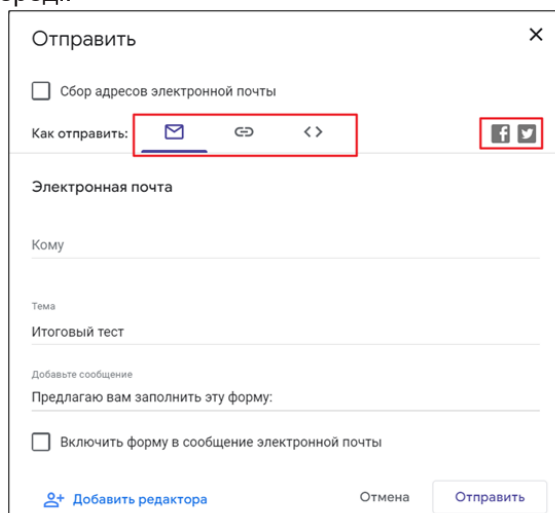 Отправить
Сбор адресов электронной почты
Как отправить:
Электронная почта
Кому
Тема
Итоговый тест
Добавьте сообщение
Предлагаю вам заполнить эту форму:
Включить форму в сообщение электронной почты
Добавить редактора Отмена Отправить